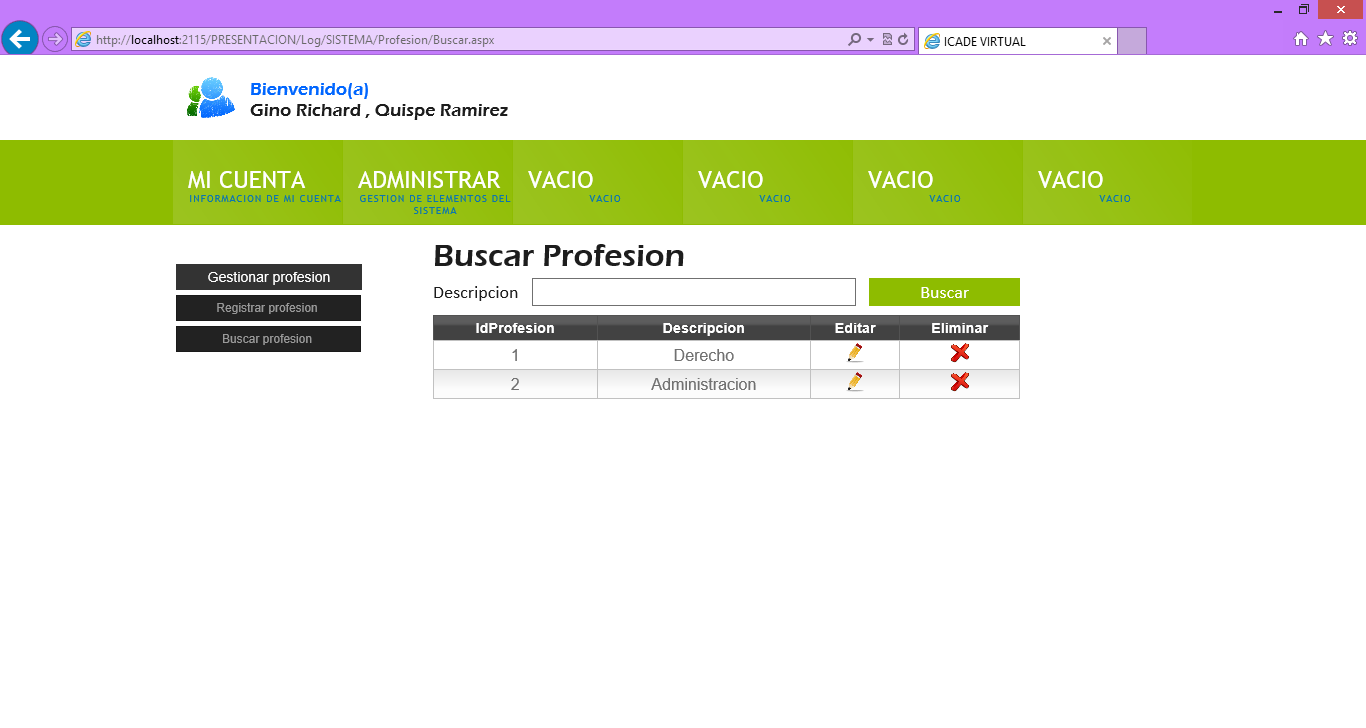 http://localhost:2115/PRESENTACION/Log/SISTEMA/Profesion/Buscar.aspx
ICADE VIRTUAL
Bienvenido(a)
Gino Richard , Quispe Ramirez
MI CUENTA
INFORMACION DE MI CUENTA
ADMINISTRAR
GESTION DE ELEMENTOS DEL
SISTEMA
VACIO
VACIO
VACIO
VACIO
VACIO
VACIO
VACIO
VACIO
Gestionar profesion
Registrar profesion
Buscar profesion
Buscar Profesion
Descripcion
Buscar
IdProfesion Descripcion Editar Eliminar
1 Derecho
2 Administracion